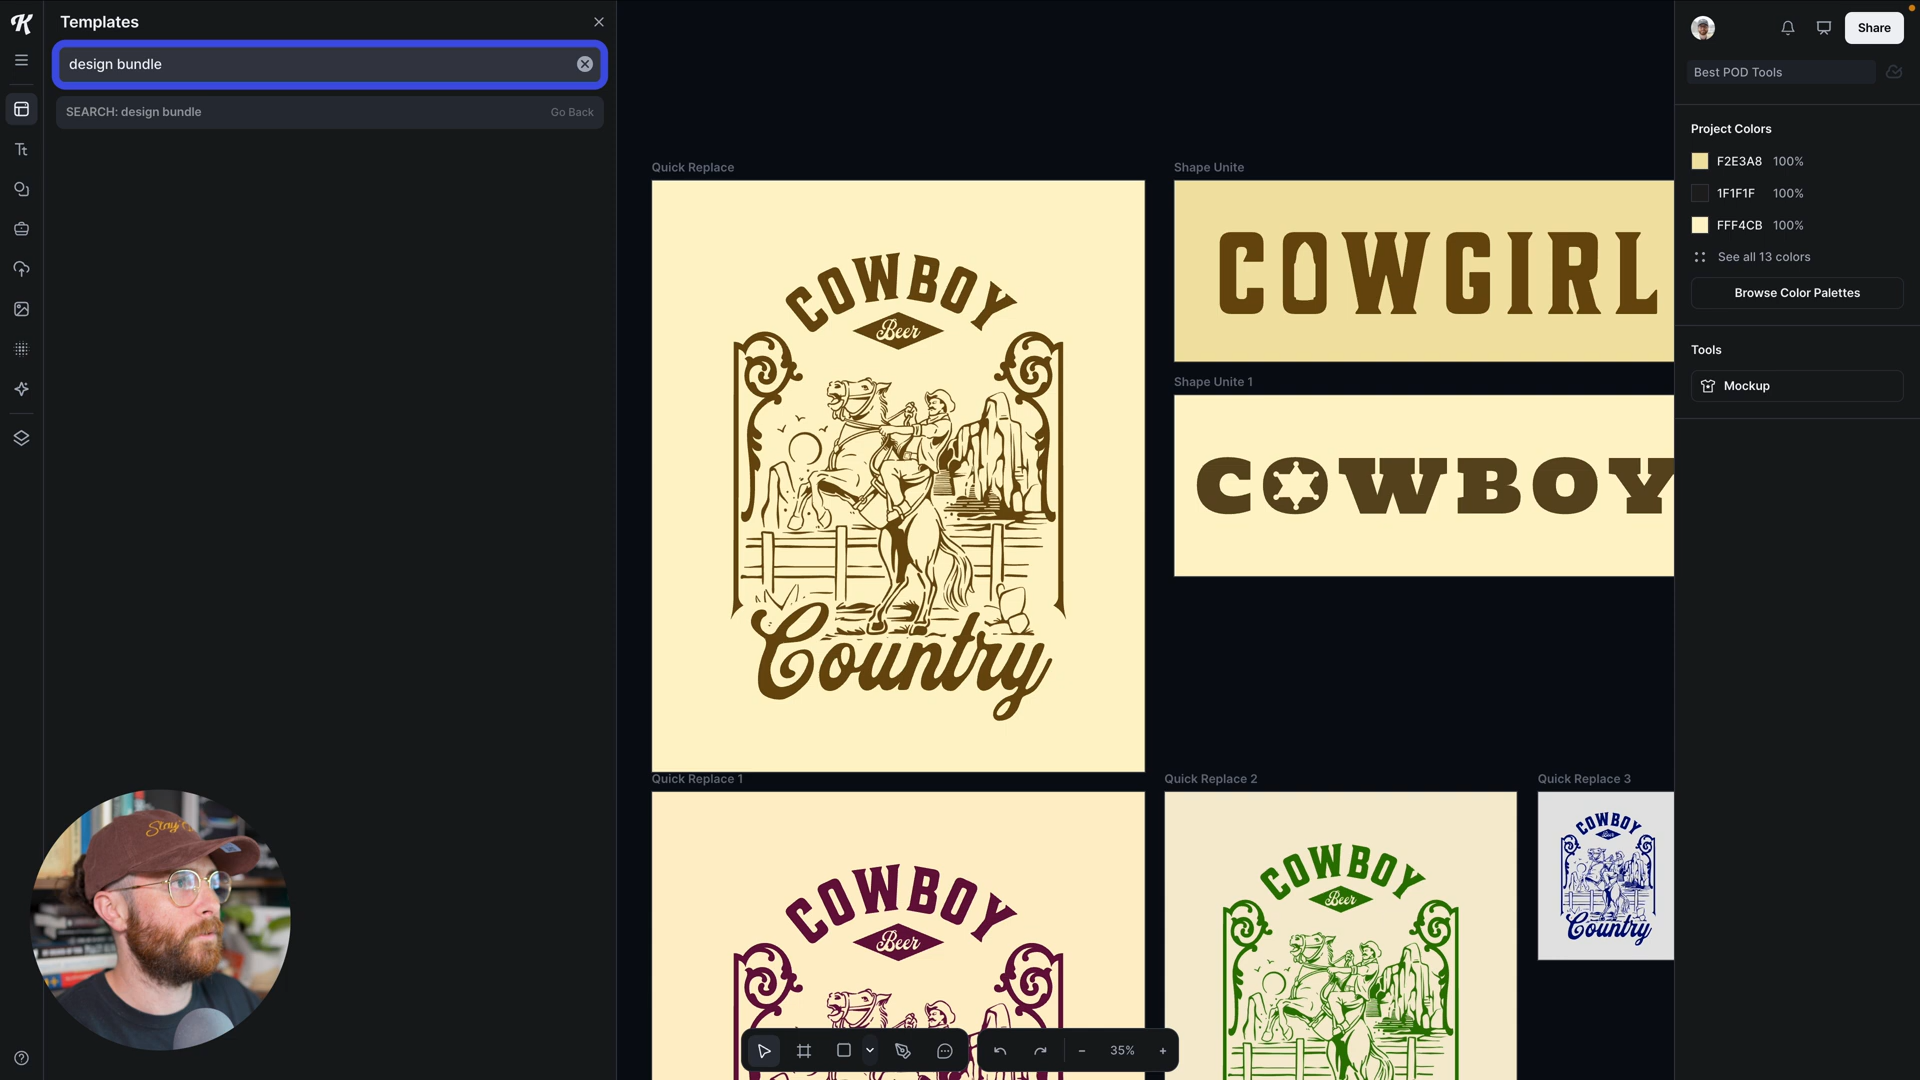 Templates
design bundle
SEARCH: design bundle
Go Back
Quick Replace
COWBOY
Beer
Country
Shape Unite
COWGIRL
Shape Unite 1
COWBOY
Quick Replace 1
COWBOY
Beer
Quick Replace 2
COWBOY
Beer
Quick Replace 3
COWBOY
Beer
Country
Share
Best POD Tools
Project Colors
F2E3A8 100%
1F1F1F 100%
FFF4CB 100%
See all 13 colors
Browse Color Palettes
Tools
Mockup
Stay
35%